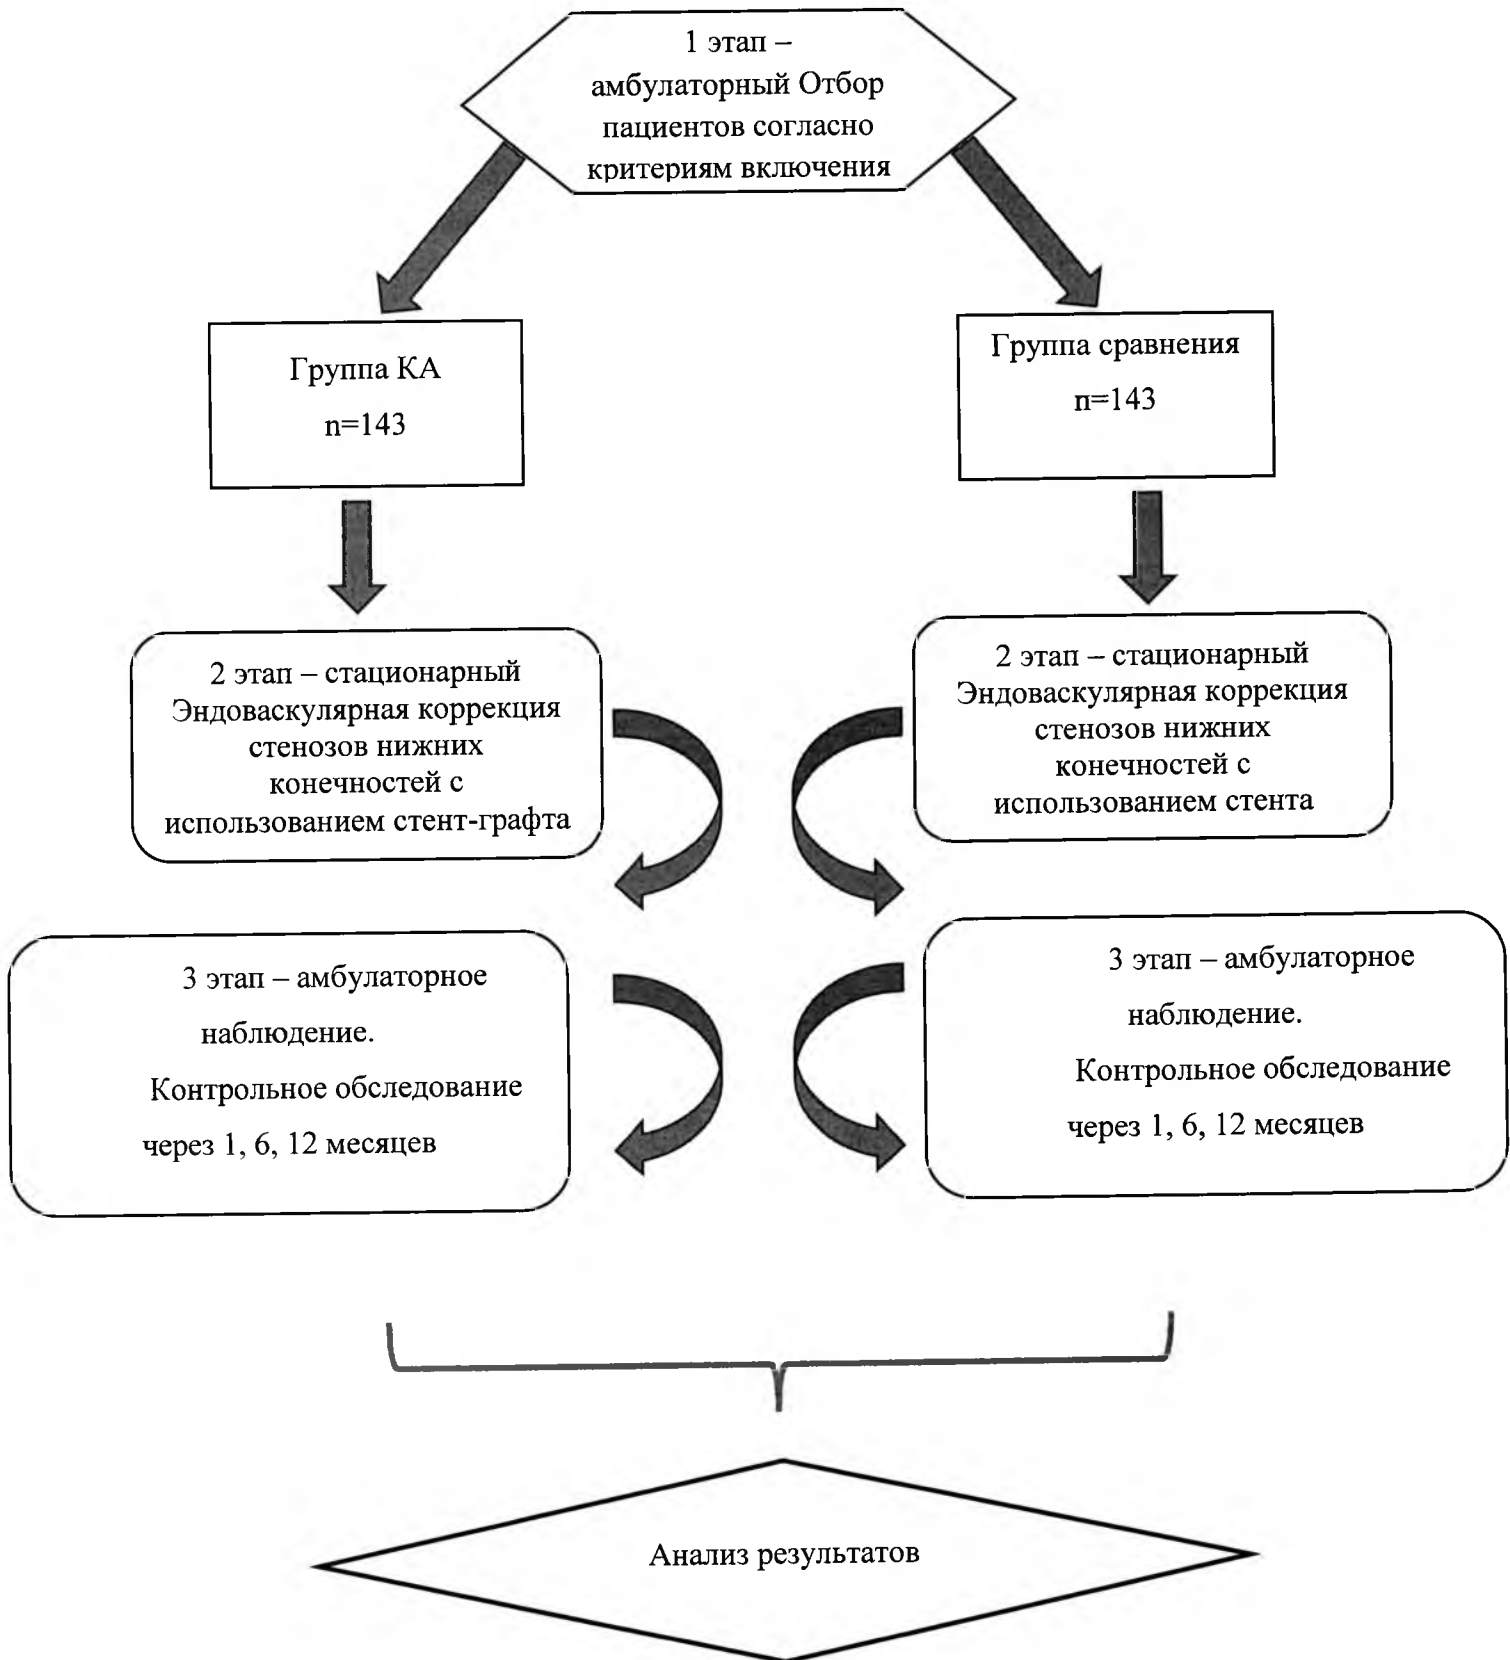 1 этап –
амбулаторный Отбор
пациентов согласно
критериям включения
Группа КА
n=143
Группа сравнения
п=143
2 этап – стационарный
Эндоваскулярная коррекция
стенозов нижних
конечностей с
использованием стент-графта
2 этап – стационарный
Эндоваскулярная коррекция
стенозов нижних
конечностей с
использованием стента
3 этап – амбулаторное
наблюдение.
Контрольное обследование
через 1, 6, 12 месяцев
3 этап – амбулаторное
наблюдение.
Контрольное обследование
через 1, 6, 12 месяцев
Анализ результатов